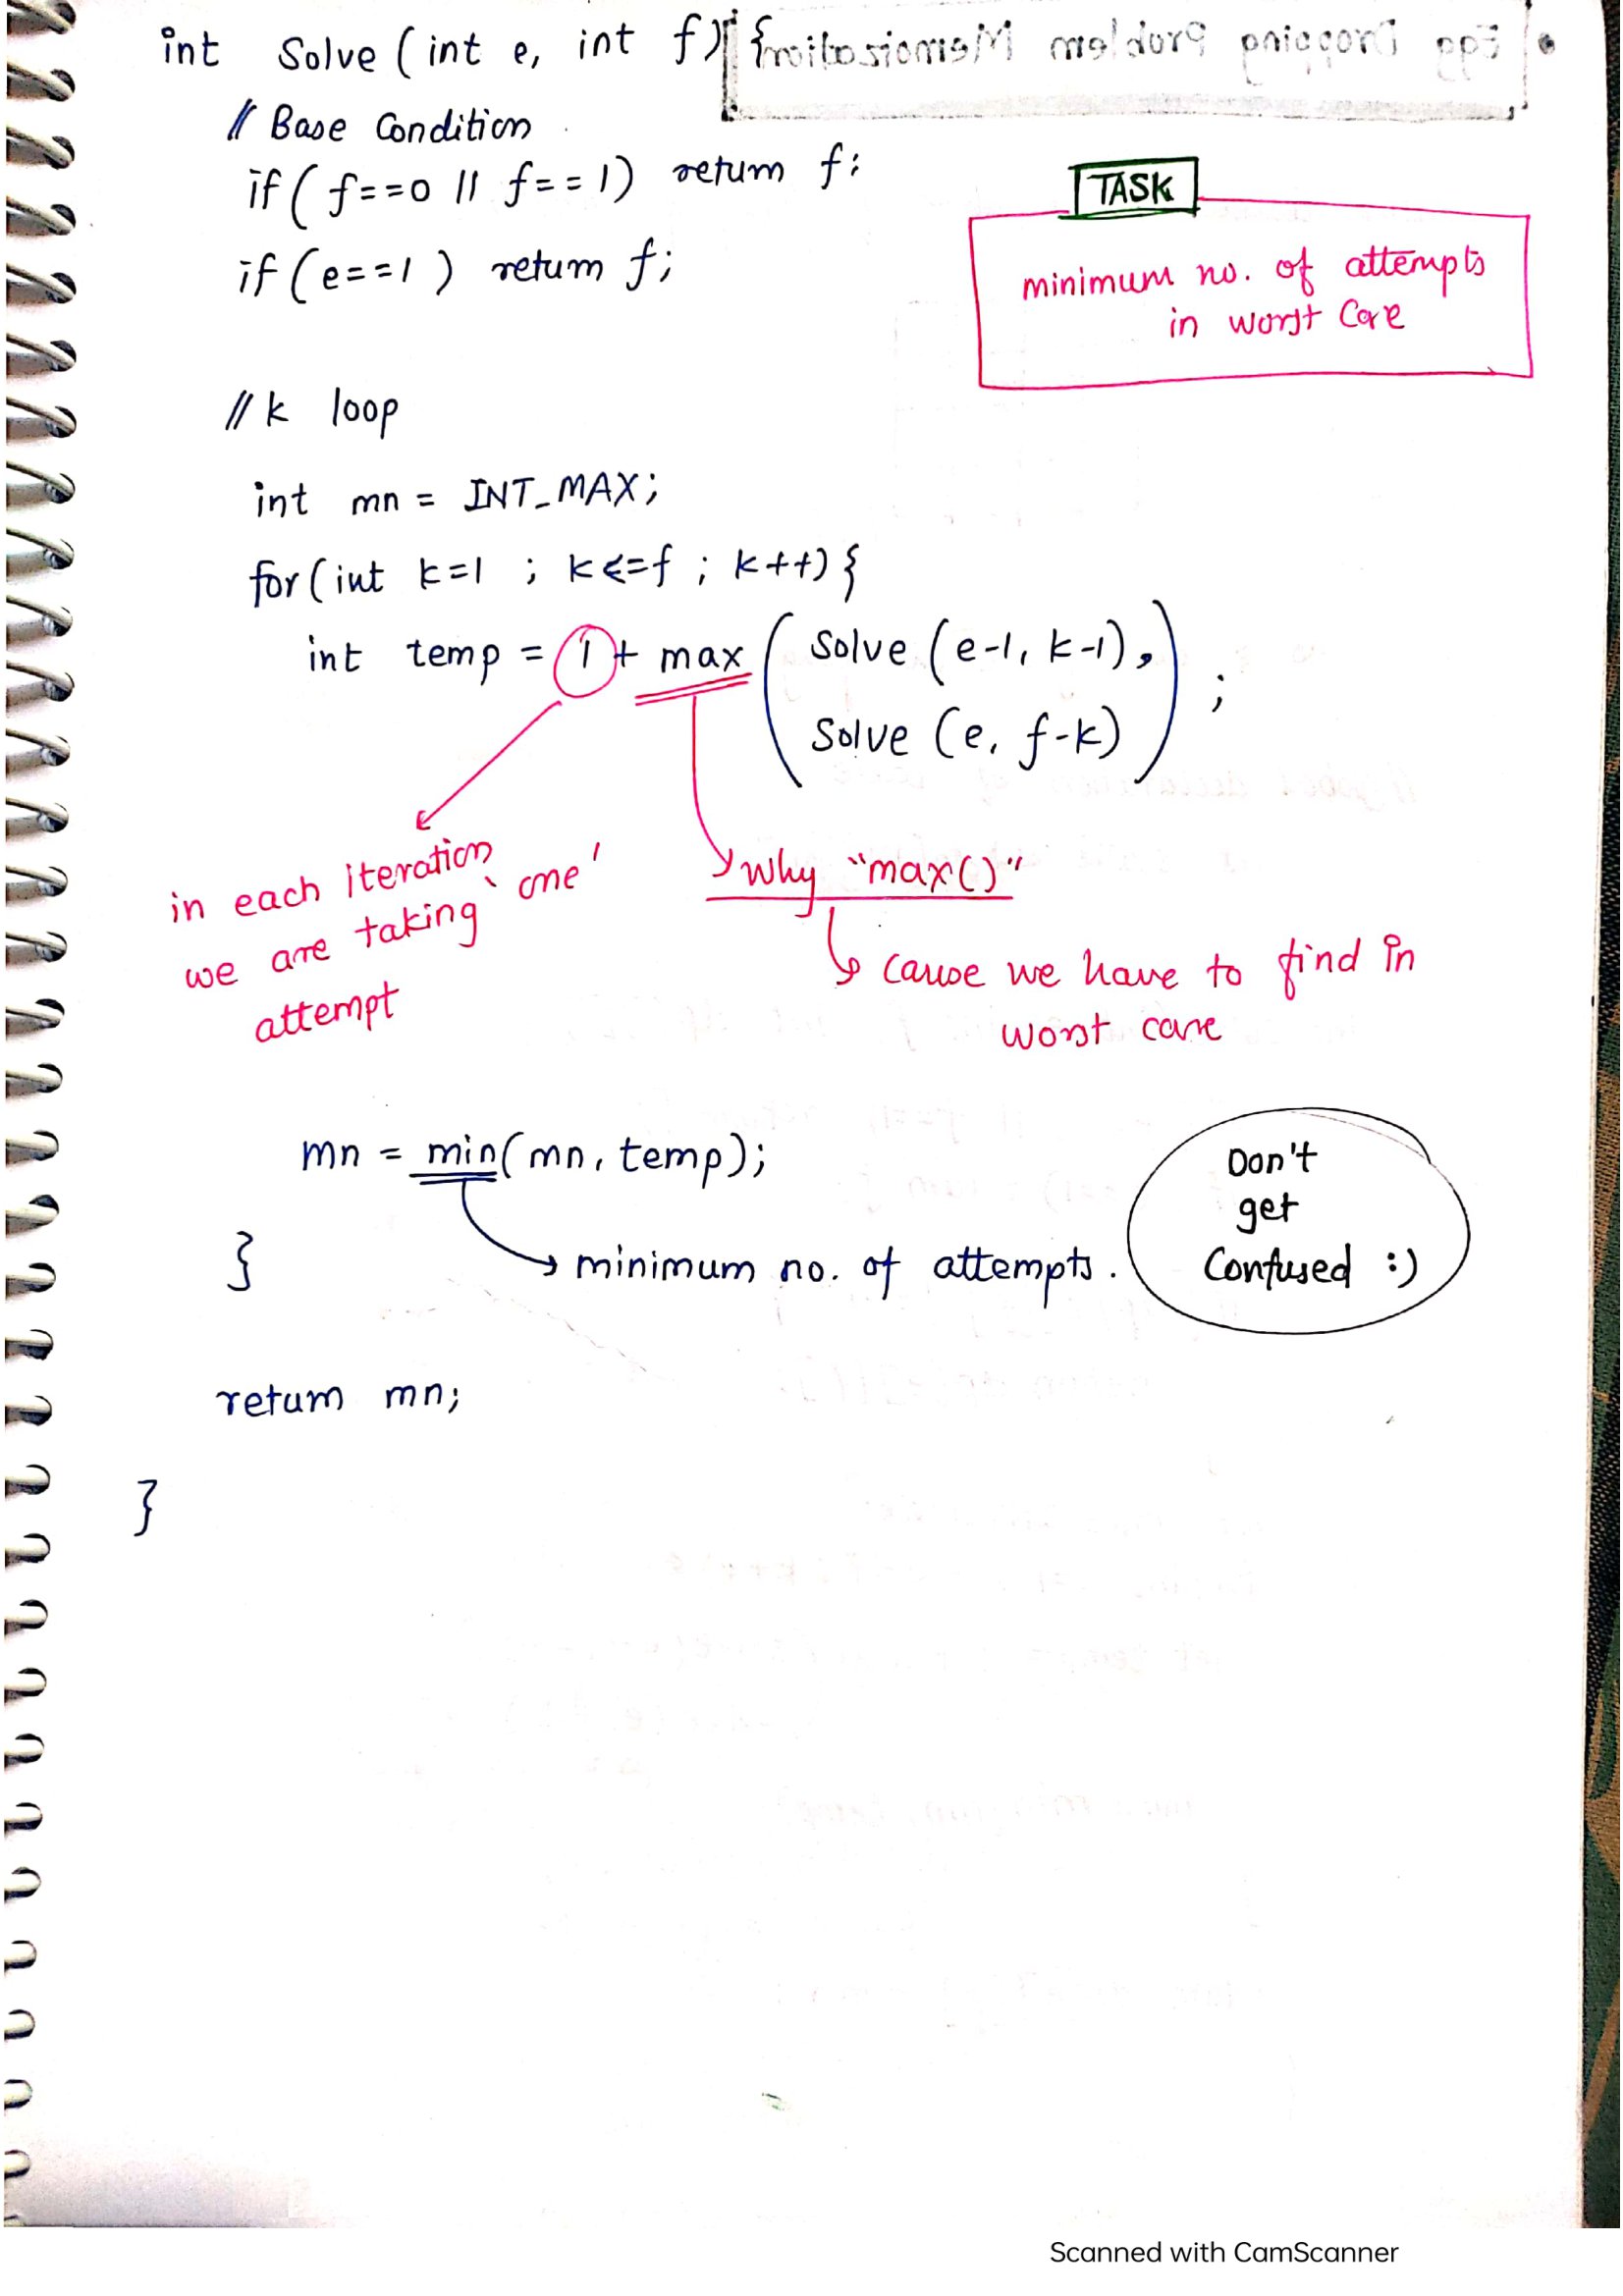 int Solve (int e, int f) {
// Base Condition
if( f==0 || f==1) return f;
if(e==1) return f;
TASK
minimum no. of attempts
in worst Case
// k loop
int mn = INT_MAX;
for(int k=1 ; k<=f ; k++) {
int temp = 1 + max ( Solve (e-1, k-1),
Solve (e, f-k) ) ;
in each iteration
we are taking 'one'
attempt
Why "max()"
cause we have to find in
worst case
mn = min( mn, temp);
}
minimum no. of attempts.
Don't
get
Confused :)
return mn;
}
Scanned with CamScanner